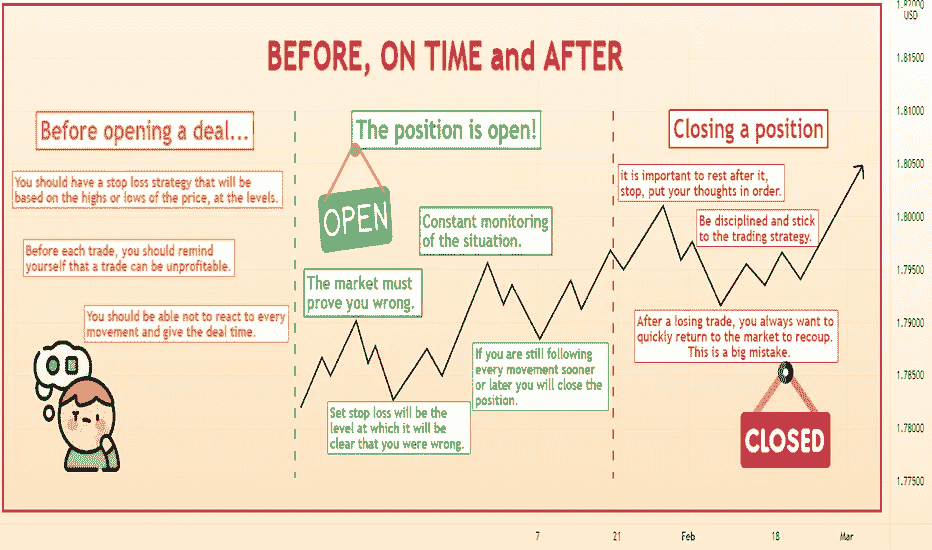 BEFORE, ON TIME and AFTER
Before opening a deal...
You should have a stop loss strategy that will be
based on the highs or lows of the price, at the levels.
Before each trade, you should remind
yourself that a trade can be unprofitable.
You should be able not to react to every
movement and give the deal time.
The position is open!
OPEN
Constant monitoring
of the situation.
The market must
prove you wrong.
If you are still following
every movement sooner
or later you will close the
position.
Set stop loss will be the
level at which it will be
clear that you were wrong.
Closing a position
it is important to rest after it,
stop, put your thoughts in order.
Be disciplined and stick
to the trading strategy.
After a losing trade, you always want to
quickly return to the market to recoup.
This is a big mistake.
CLOSED
1.82000
USD
1.81500
1.81000
1.80500
1.80000
1.79500
1.79000
1.78500
1.78000
1.77500
7
21
Feb
18
Mar